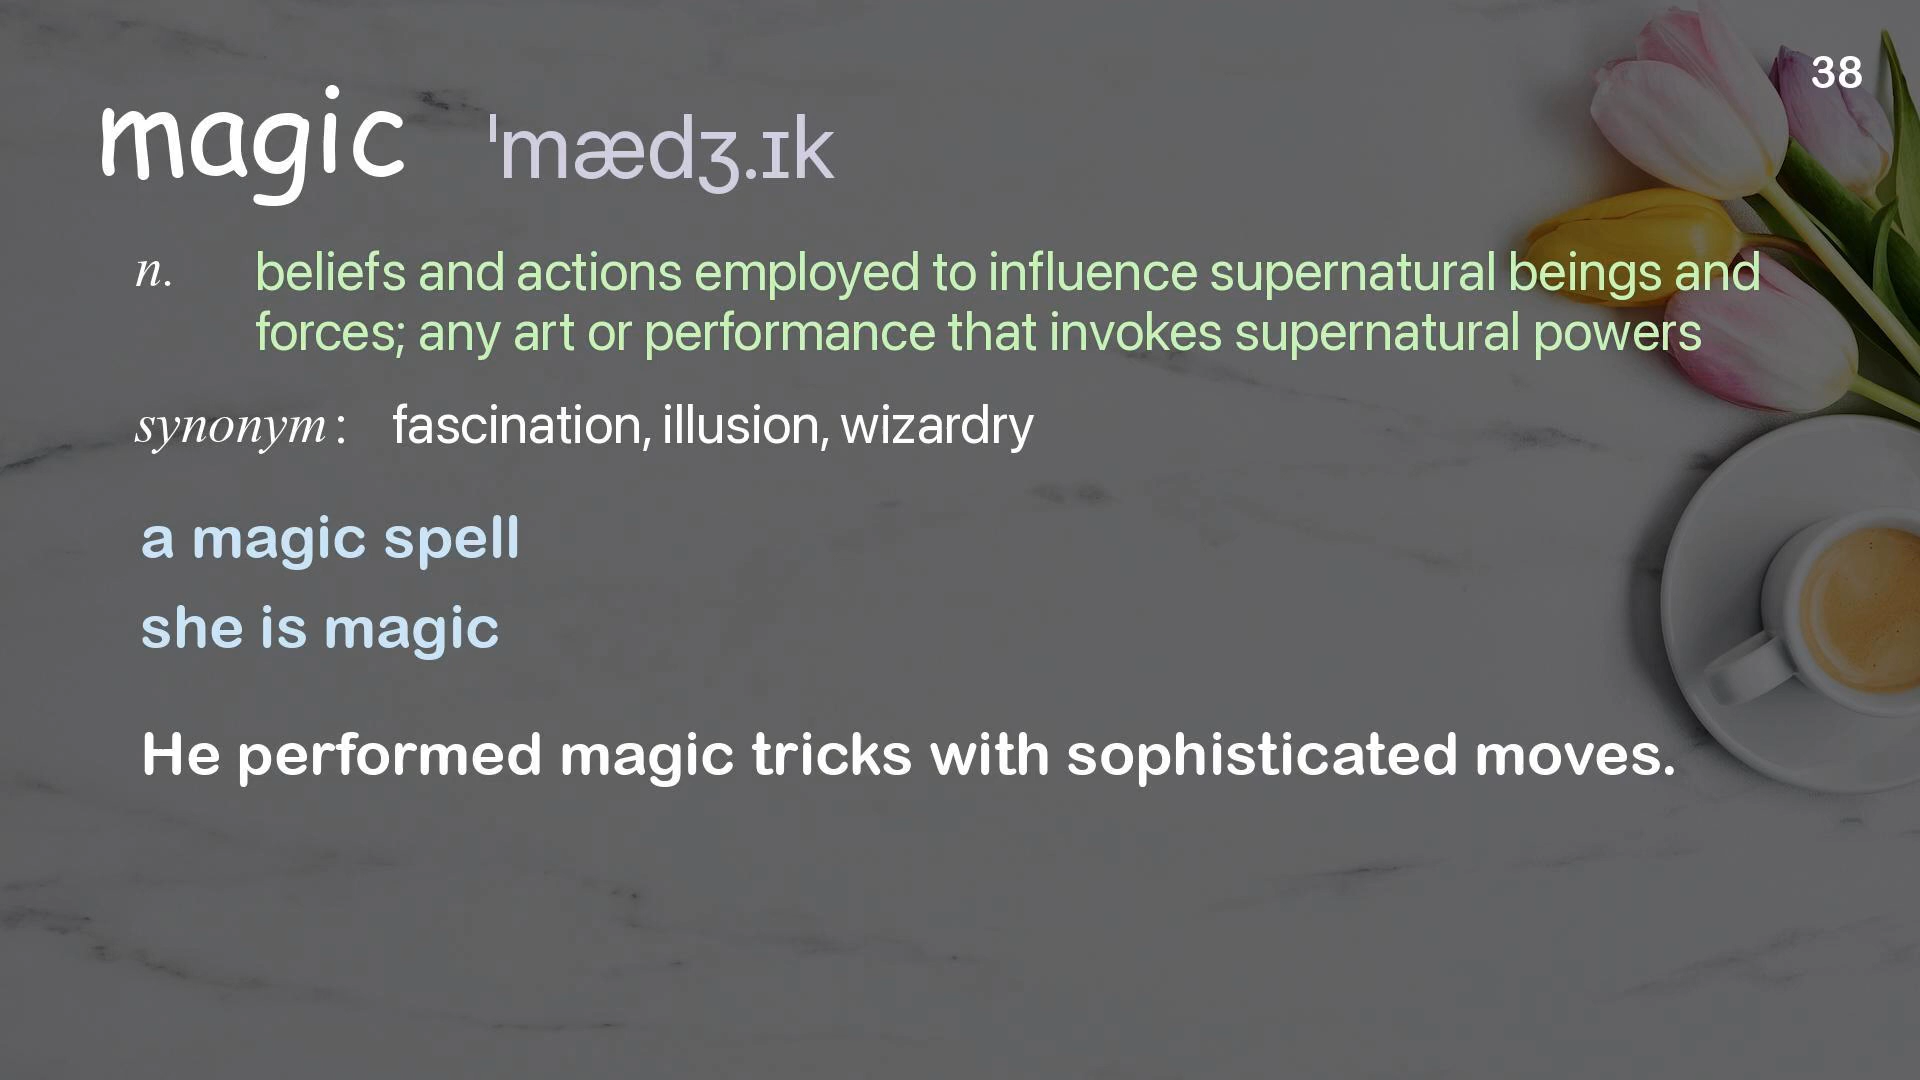 38
magic ˈmædʒ.ɪk
n. beliefs and actions employed to influence supernatural beings and
forces; any art or performance that invokes supernatural powers
synonym: fascination, illusion, wizardry
a magic spell
she is magic
He performed magic tricks with sophisticated moves.